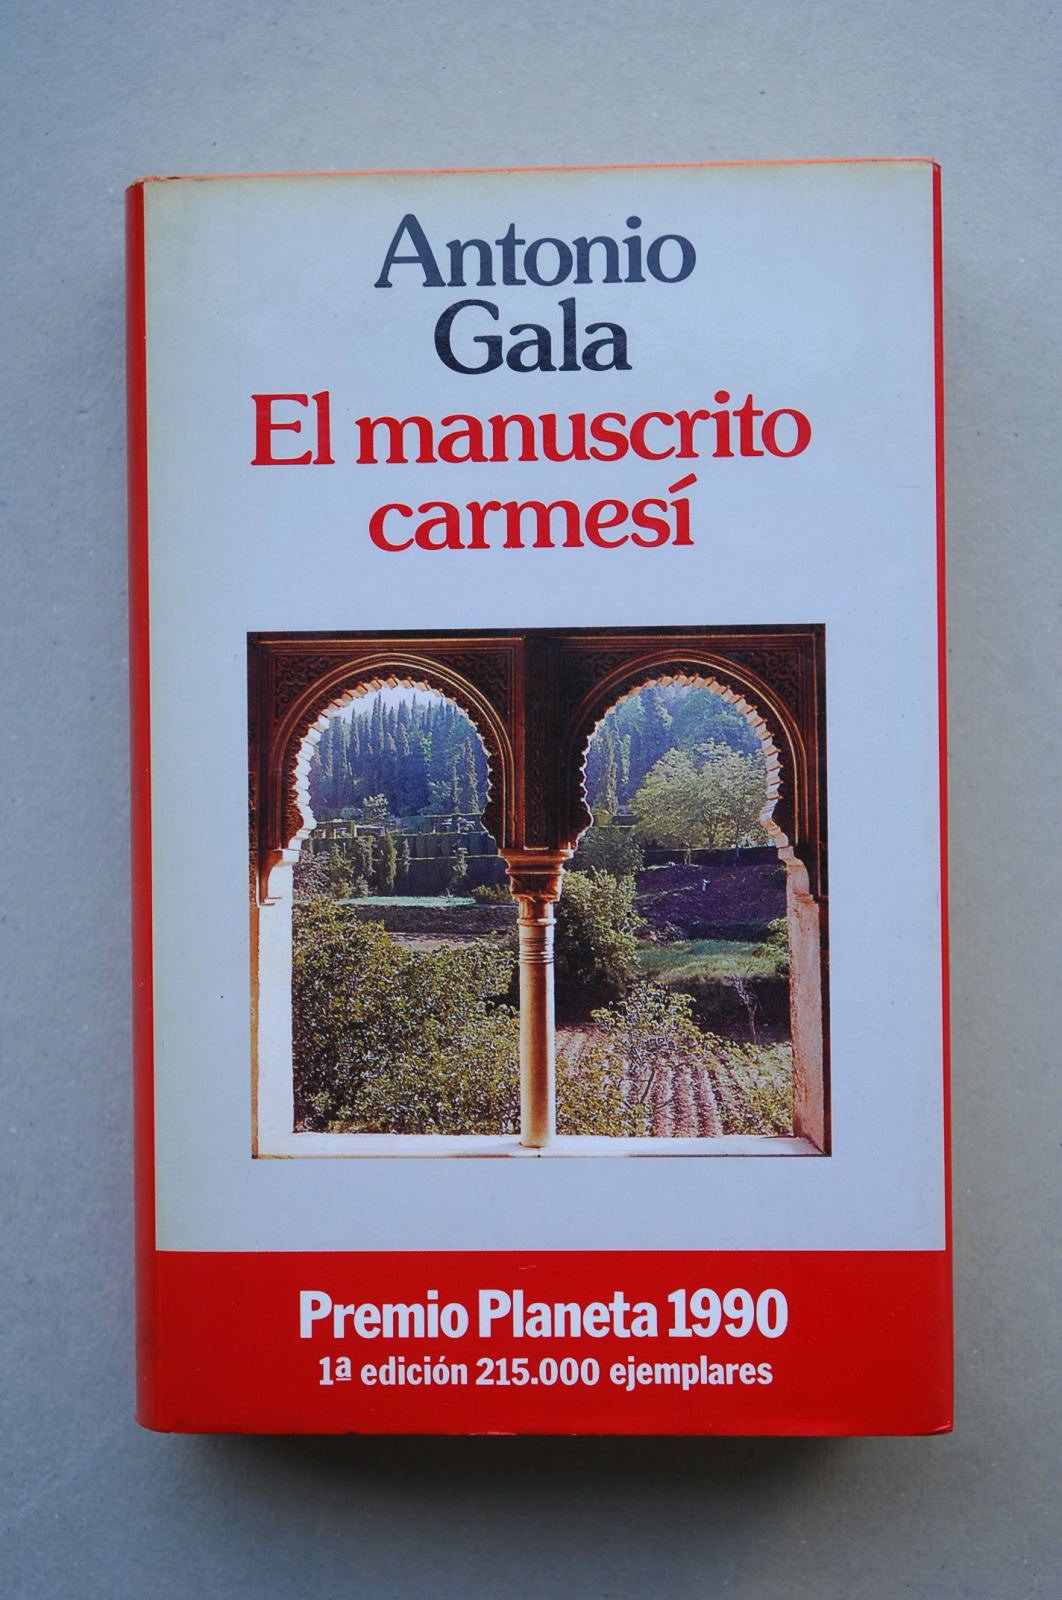 Antonio
Gala
El manuscrito
carmesí
Premio Planeta 1990
1ª edición 215.000 ejemplares